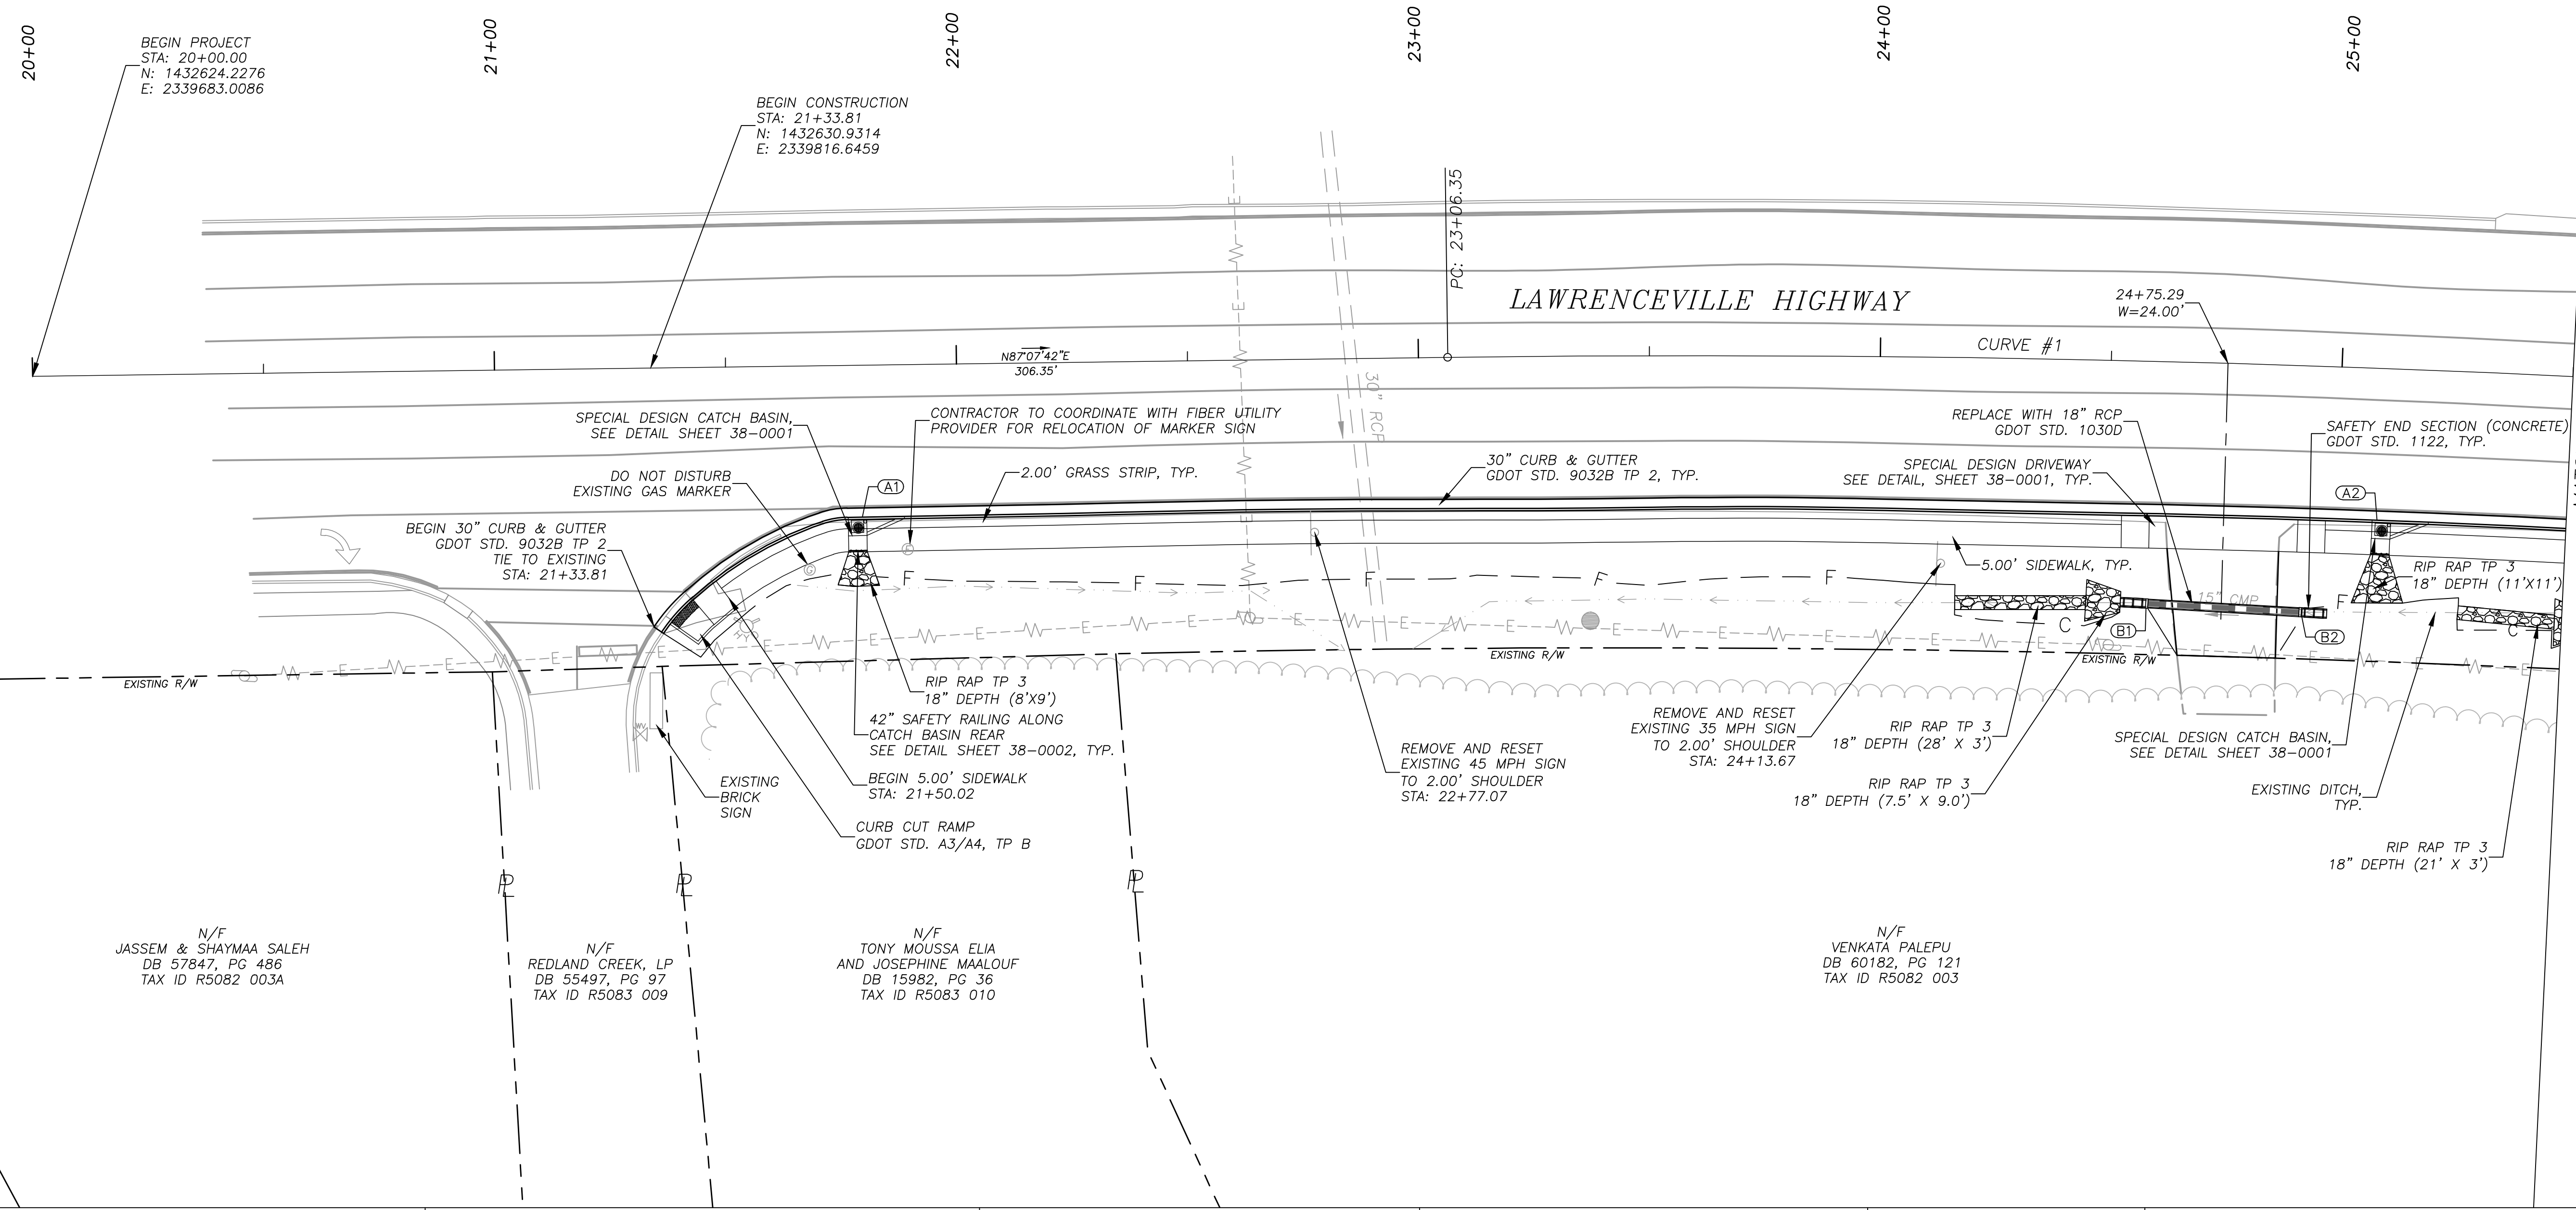 20+00
21+00
22+00
23+00
24+00
25+00
BEGIN PROJECT
STA: 20+00.00
N: 1432624.2276
E: 2339683.0086
BEGIN CONSTRUCTION
STA: 21+33.81
N: 1432630.9314
E: 2339816.6459
PC: 23+06.35
LAWRENCEVILLE HIGHWAY
24+75.29
W=24.00'
CURVE #1
N87°07'42"E
306.35'
30" RCP
SPECIAL DESIGN CATCH BASIN,
SEE DETAIL SHEET 38-0001
CONTRACTOR TO COORDINATE WITH FIBER UTILITY
PROVIDER FOR RELOCATION OF MARKER SIGN
REPLACE WITH 18" RCP
GDOT STD. 1030D
SAFETY END SECTION (CONCRETE)
GDOT STD. 1122, TYP.
DO NOT DISTURB
EXISTING GAS MARKER
A1
2.00' GRASS STRIP, TYP.
30" CURB & GUTTER
GDOT STD. 9032B TP 2, TYP.
SPECIAL DESIGN DRIVEWAY
SEE DETAIL, SHEET 38-0001, TYP.
A2
BEGIN 30" CURB & GUTTER
GDOT STD. 9032B TP 2
TIE TO EXISTING
STA: 21+33.81
G
F
F
F
F
F
F
5.00' SIDEWALK, TYP.
RIP RAP TP 3
18" DEPTH (11'X11')
15" CMP
F
C
C
B1
B2
EXISTING R/W
EXISTING R/W
EXISTING R/W
RIP RAP TP 3
18" DEPTH (8'X9')
42" SAFETY RAILING ALONG
CATCH BASIN REAR
SEE DETAIL SHEET 38-0002, TYP.
WV
EXISTING
BRICK
SIGN
BEGIN 5.00' SIDEWALK
STA: 21+50.02
CURB CUT RAMP
GDOT STD. A3/A4, TP B
REMOVE AND RESET
EXISTING 45 MPH SIGN
TO 2.00' SHOULDER
STA: 22+77.07
REMOVE AND RESET
EXISTING 35 MPH SIGN
TO 2.00' SHOULDER
STA: 24+13.67
RIP RAP TP 3
18" DEPTH (28' X 3')
RIP RAP TP 3
18" DEPTH (7.5' X 9.0')
SPECIAL DESIGN CATCH BASIN,
SEE DETAIL SHEET 38-0001
EXISTING DITCH,
TYP.
RIP RAP TP 3
18" DEPTH (21' X 3')
PL
PL
PL
N/F
JASSEM & SHAYMAA SALEH
DB 57847, PG 486
TAX ID R5082 003A
N/F
REDLAND CREEK, LP
DB 55497, PG 97
TAX ID R5083 009
N/F
TONY MOUSSA ELIA
AND JOSEPHINE MAALOUF
DB 15982, PG 36
TAX ID R5083 010
N/F
VENKATA PALEPU
DB 60182, PG 121
TAX ID R5082 003